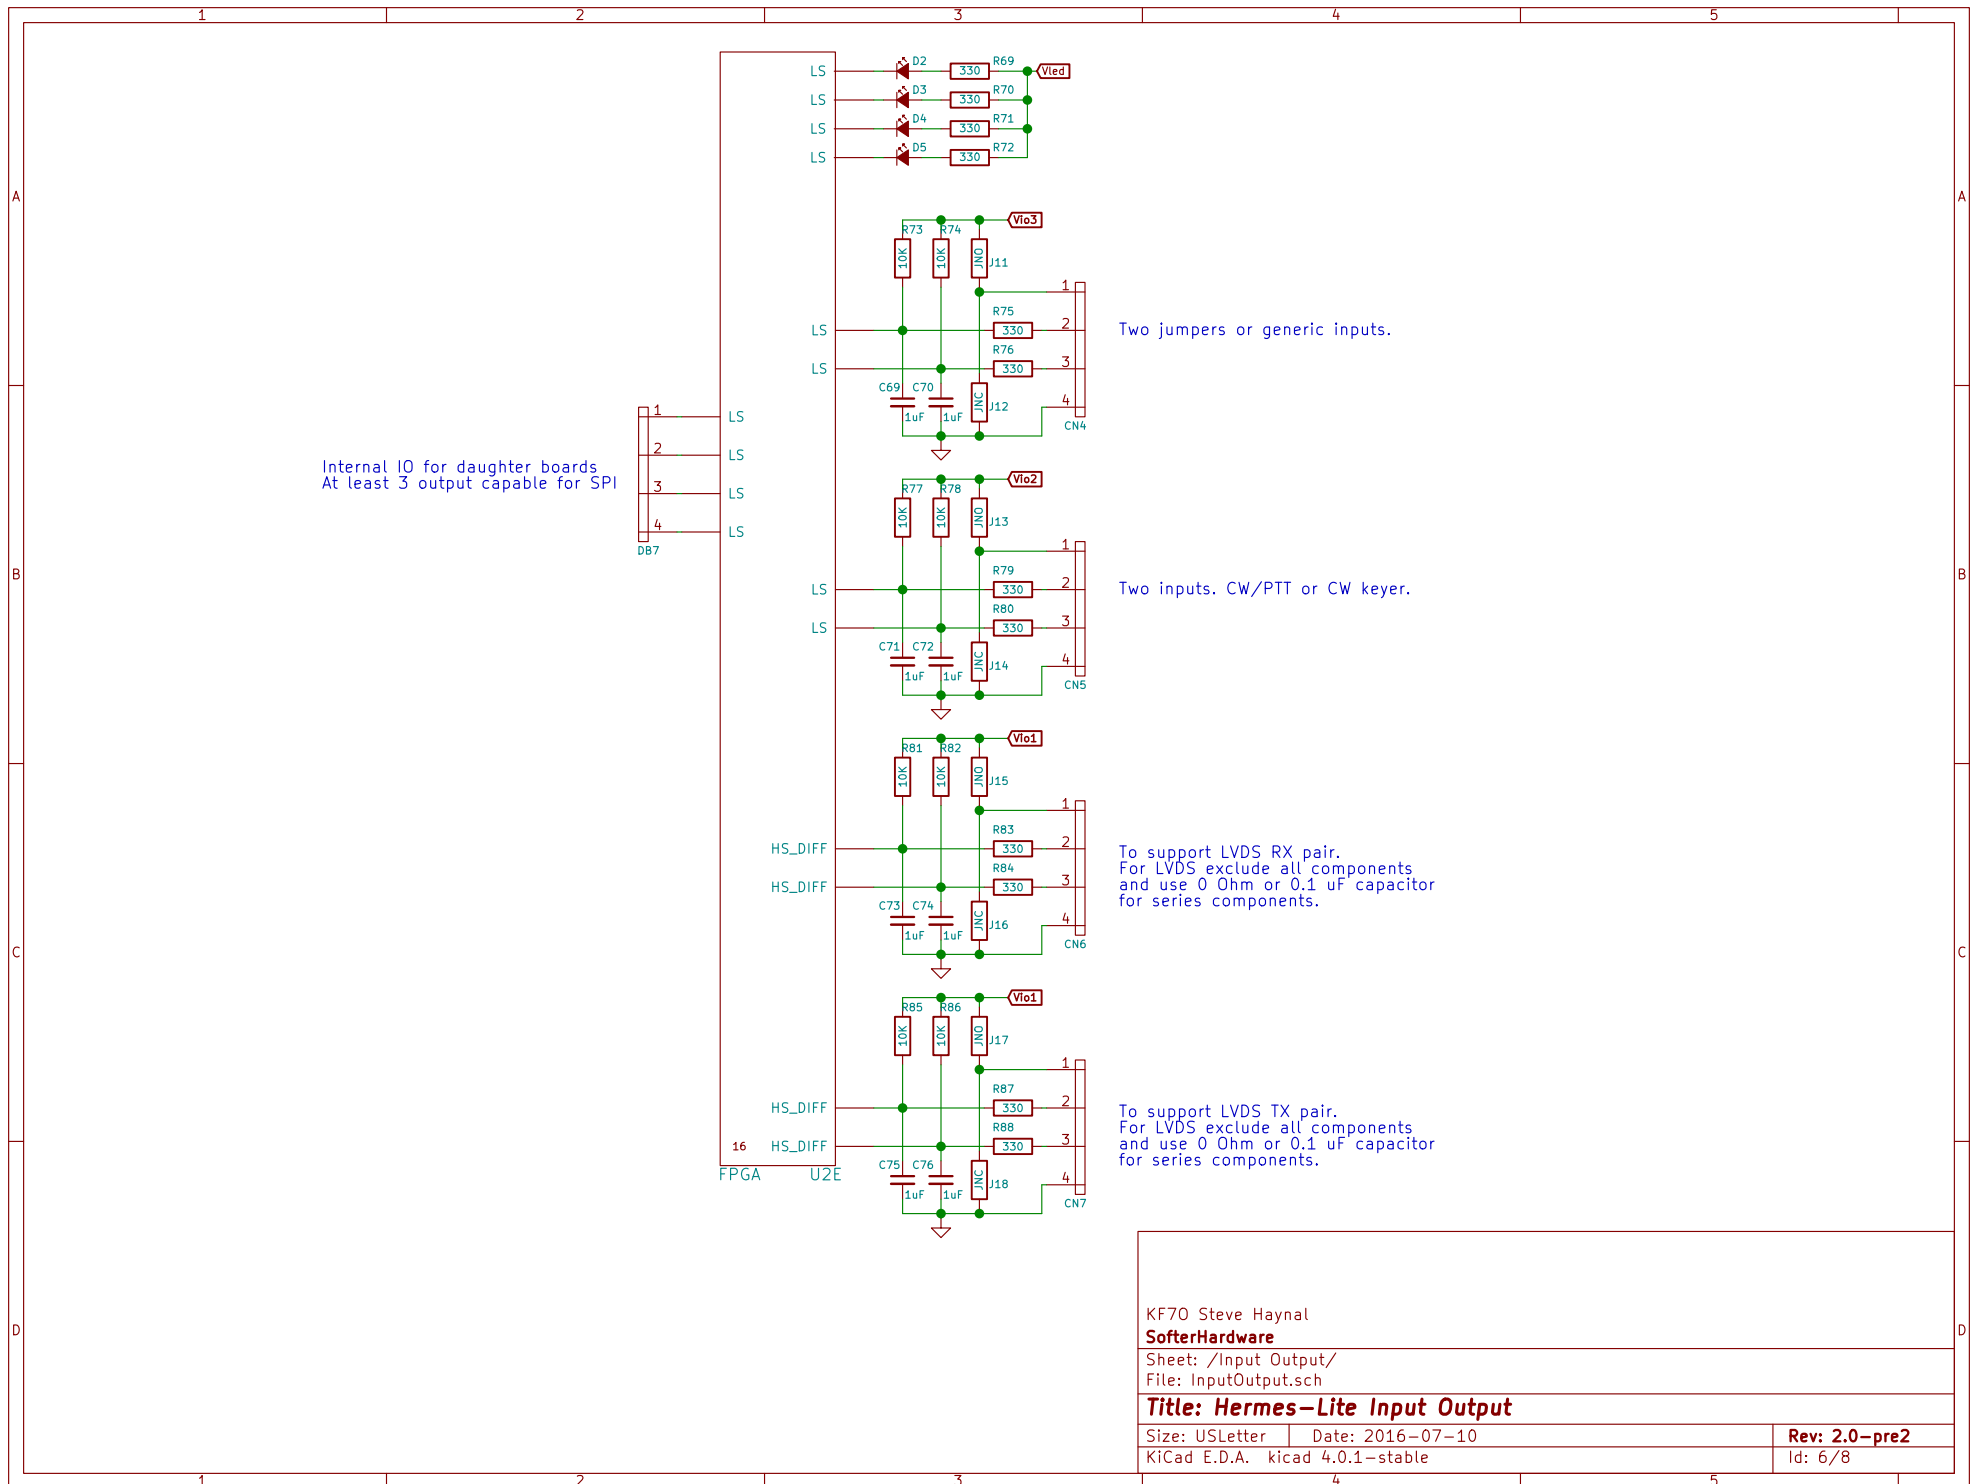 1 2 3 4 5
A A
B B
C C
D D
LS D2 330 R69 Vled
LS D3 330 R70
LS D4 330 R71
LS D5 330 R72
Vio3
R73 R74
10K 10K JNO J11
1
R75
LS 330 2
Two jumpers or generic inputs.
R76
LS 330 3
C69 C70 JNC J12
1uF 1uF 4
CN4
1 LS
2 LS
3 LS
4 LS
DB7
Internal IO for daughter boards
At least 3 output capable for SPI
Vio2
R77 R78
10K 10K JNO J13
1
R79
LS 330 2
Two inputs. CW/PTT or CW keyer.
R80
LS 330 3
C71 C72 JNC J14
1uF 1uF 4
CN5
Vio1
R81 R82
10K 10K JNO J15
1
R83
HS_DIFF 330 2
R84
HS_DIFF 330 3
To support LVDS RX pair.
For LVDS exclude all components
and use 0 Ohm or 0.1 uF capacitor
for series components.
C73 C74 JNC J16
1uF 1uF 4
CN6
Vio1
R85 R86
10K 10K JNO J17
1
R87
HS_DIFF 330 2
R88
16 HS_DIFF 330 3
To support LVDS TX pair.
For LVDS exclude all components
and use 0 Ohm or 0.1 uF capacitor
for series components.
FPGA U2E
C75 C76 JNC J18
1uF 1uF 4
CN7
KF7O Steve Haynal
SofterHardware
Sheet: /Input Output/
File: InputOutput.sch
Title: Hermes-Lite Input Output
Size: USLetter Date: 2016-07-10 Rev: 2.0-pre2
KiCad E.D.A. kicad 4.0.1-stable Id: 6/8
1 2 3 4 5